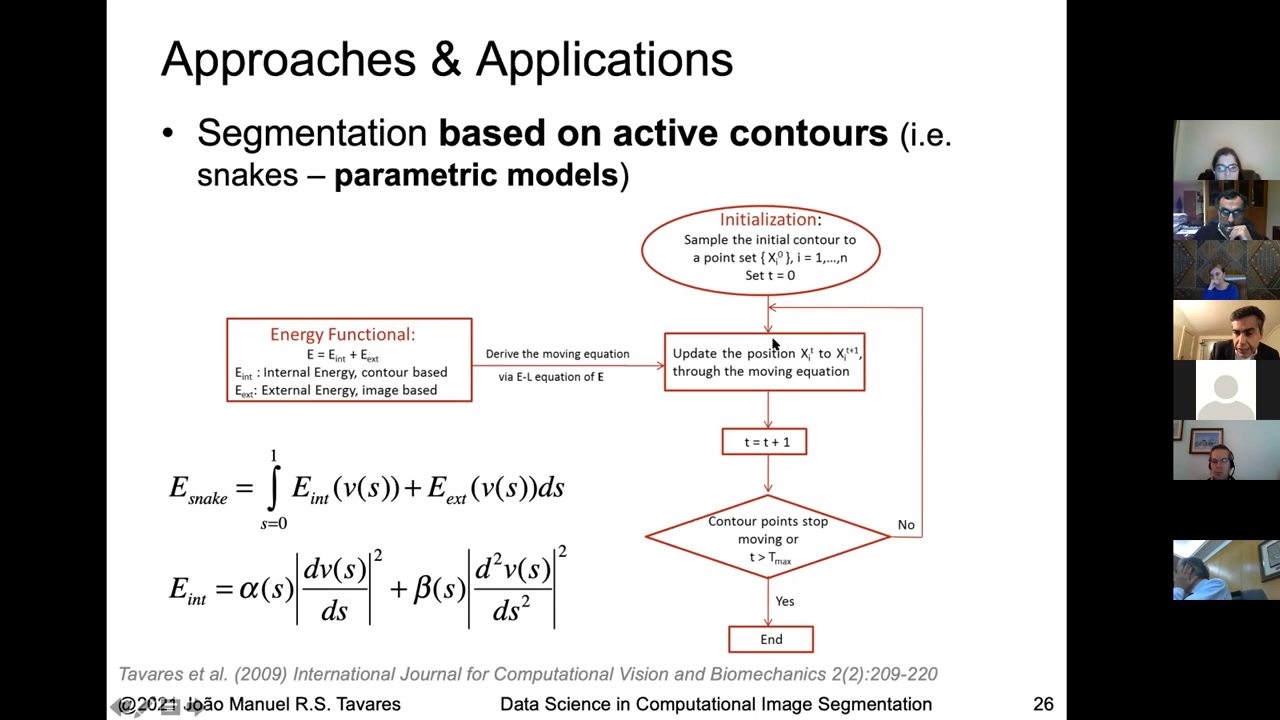 Approaches & Applications
• Segmentation based on active contours (i.e.
snakes – parametric models)
Initialization:
Sample the initial contour to
a point set { Xᵢ⁰ }, i = 1,...,n
Set t = 0
Energy Functional:
E = E_int + E_ext
E_int : Internal Energy, contour based
E_ext: External Energy, image based
Derive the moving equation
via E-L equation of E
Update the position Xᵢᵗ to Xᵢᵗ⁺¹,
through the moving equation
t = t + 1
Contour points stop
moving or
t > T_max
No
Yes
End
E_snake = ∫_{s=0}^{1} E_int (v(s)) + E_ext (v(s))ds
E_int = α(s)|dv(s)/ds|² + β(s)|d²v(s)/ds²|²
Tavares et al. (2009) International Journal for Computational Vision and Biomechanics 2(2):209-220
@2021 João Manuel R.S. Tavares
Data Science in Computational Image Segmentation
26